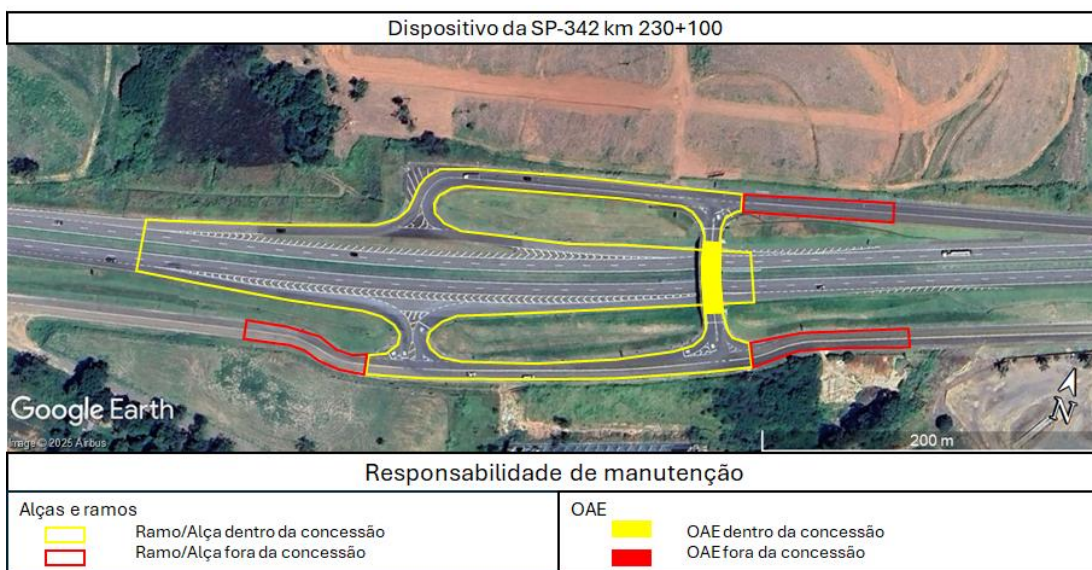 Dispositivo da SP-342 km 230+100
N
Google Earth
Image © 2025 Airbus
200 m
Responsabilidade de manutenção
Alças e ramos
Ramo/Alça dentro da concessão
Ramo/Alça fora da concessão
OAE
OAE dentro da concessão
OAE fora da concessão